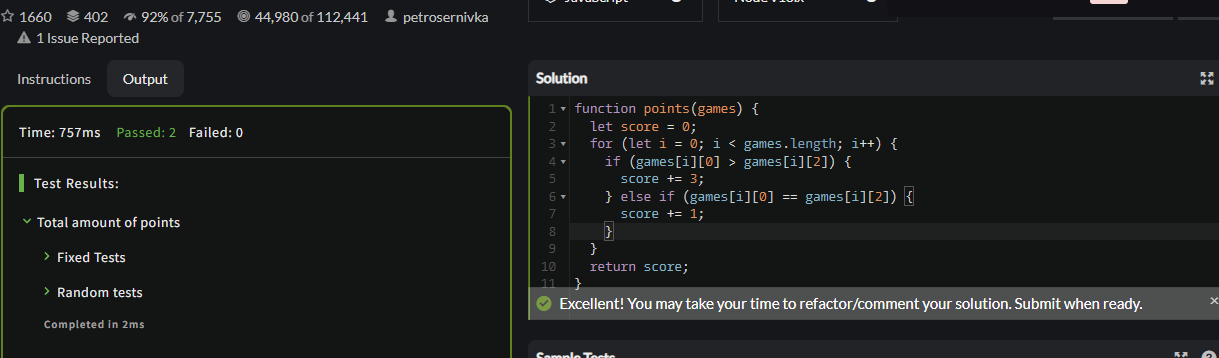 1660 402 92% of 7,755 44,980 of 112,441 petrosernivka
1 Issue Reported
Instructions Output
Time: 757ms Passed: 2 Failed: 0
Test Results:
Total amount of points
Fixed Tests
Random tests
Completed in 2ms
JavaScript Node v18.x
Solution
1 function points(games) {
2 let score = 0;
3 for (let i = 0; i < games.length; i++) {
4 if (games[i][0] > games[i][2]) {
5 score += 3;
6 } else if (games[i][0] == games[i][2]) {
7 score += 1;
8 }
9 }
10 return score;
11 }
Excellent! You may take your time to refactor/comment your solution. Submit when ready.
Sample Tests